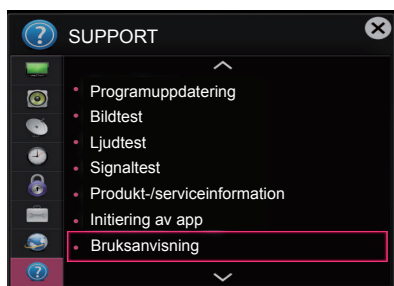 SUPPORT
Programuppdatering
Bildtest
Ljudtest
Signaltest
Produkt-/serviceinformation
Initiering av app
Bruksanvisning